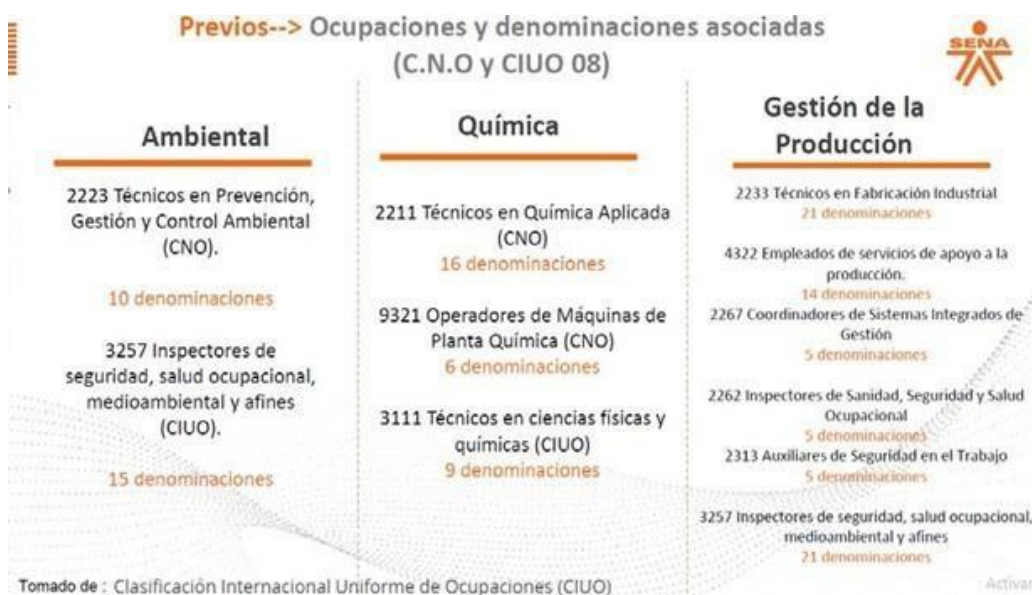 Previos--> Ocupaciones y denominaciones asociadas
(C.N.O y CIUO 08)
SENA
Ambiental
2223 Técnicos en Prevención,
Gestión y Control Ambiental
(CNO).
10 denominaciones
3257 Inspectores de
seguridad, salud ocupacional,
medioambiental y afines
(CIUO).
15 denominaciones
Química
2211 Técnicos en Química Aplicada
(CNO)
16 denominaciones
9321 Operadores de Máquinas de
Planta Química (CNO)
6 denominaciones
3111 Técnicos en ciencias físicas y
químicas (CIUO)
9 denominaciones
Gestión de la
Producción
2233 Técnicos en Fabricación Industrial
21 denominaciones
4322 Empleados de servicios de apoyo a la
producción.
14 denominaciones
2267 Coordinadores de Sistemas Integrados de
Gestión
5 denominaciones
2262 Inspectores de Sanidad, Seguridad y Salud
Ocupacional
5 denominaciones
2313 Auxiliares de Seguridad en el Trabajo
5 denominaciones
3257 Inspectores de seguridad, salud ocupacional,
medioambiental y afines
21 denominaciones
Tomado de : Clasificación Internacional Uniforme de Ocupaciones (CIUO)
Activar